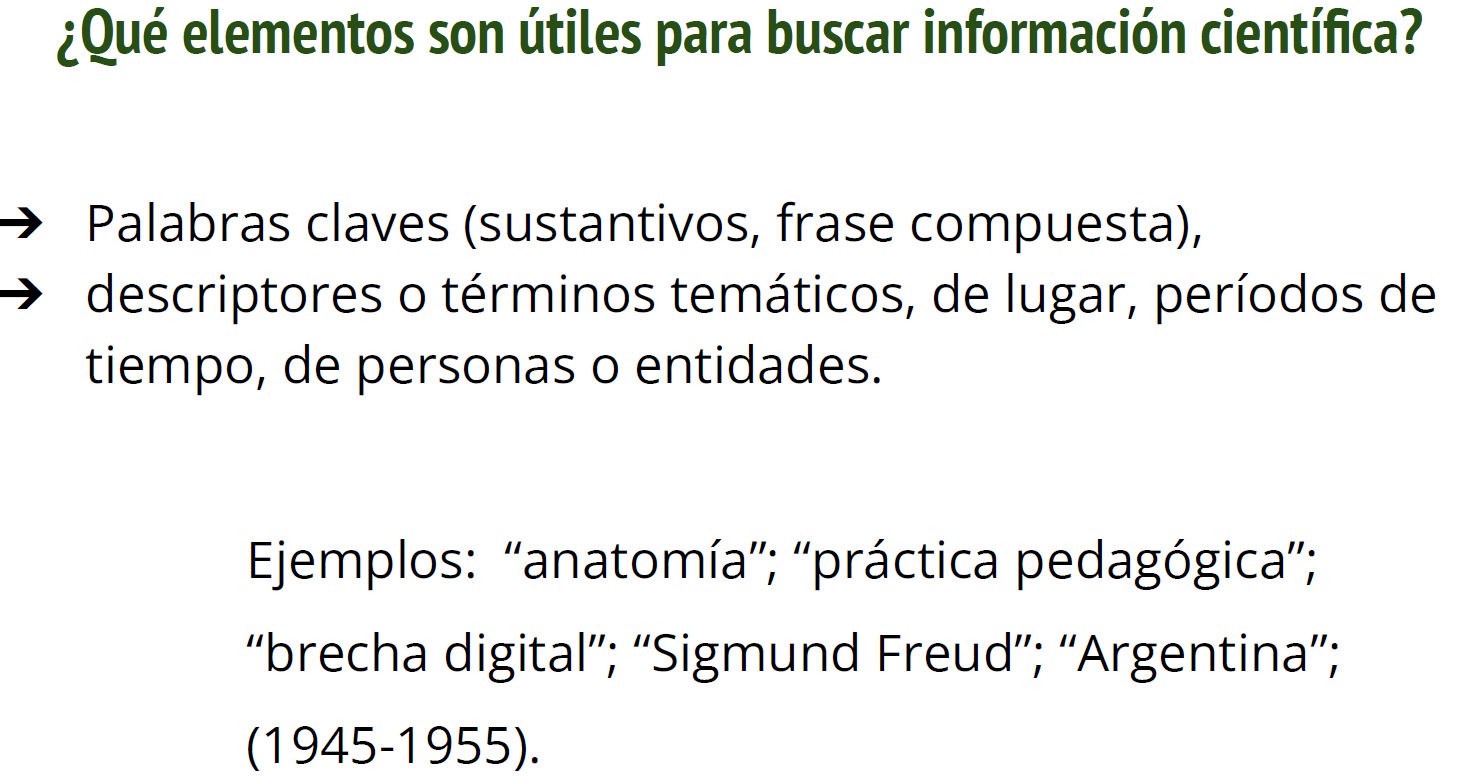 ¿Qué elementos son útiles para buscar información científica?
➔ Palabras claves (sustantivos, frase compuesta),
➔ descriptores o términos temáticos, de lugar, períodos de
tiempo, de personas o entidades.
Ejemplos: “anatomía”; “práctica pedagógica”;
“brecha digital”; “Sigmund Freud”; “Argentina”;
(1945-1955).